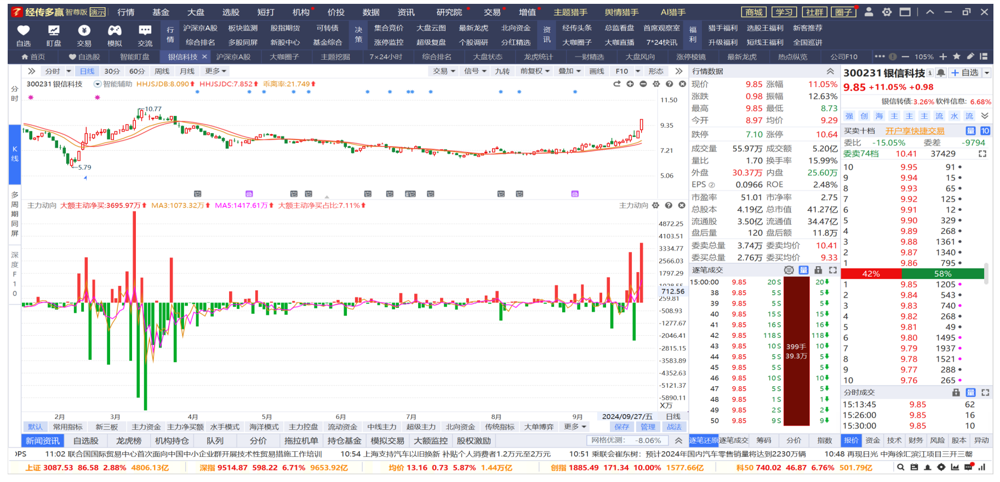 经传多赢 智尊版 演示 行情 基金 大盘 选股 短打 机构 价投 数据 资讯 研究院 交易 增值 主题猎手 舆情猎手 AI猎手 商城 学习 社群 圈子
沪深京A股 板块监测 股指期货 可转债 集合竞价 大盘云图 最新龙虎 北向资金 经传头条 总监看盘 首席观察室 猎手福利 选股王福利 新客推荐
自选 盯盘 交易 模拟 交流 行情 综合排名 多股同屏 新股中心 基金综合 决策 涨停监控 超级复盘 个股调研 分红精选 资讯 大咖圈子 大咖直播 7*24快讯 福利 升级福利 短线王福利 全国巡讲
首页 自选股 智能盯盘 银信科技 × 沪深京A股 大咖圈子 主题挖掘 7×24小时 综合排名 大盘状态 龙虎统计 一财精选 大盘风向 涨停棱镜 最新龙虎 热点纵览 公司F10 105%
分时 日线 30分 60分 周线 月线 更多 交易 信号 九转 前复权 叠加 画线 F10 形态
300231 银信科技 智能辅助 HHJSJDB:8.090 HHJSJDC:7.852 乖离率:21.749
分时
K线
多周期同屏
深度F10
10.77
5.79
11.50
9.35
7.21
5.06
主力动向 大额主动净买:3695.97万 MA3:1073.32万 MA5:1417.61万 大额主动净买占比:7.11% 主力动向
4872.25
4103.51
3334.77
2566.03
1797.29
1028.55
712.56
259.81
-508.93
-1277.67
-2046.41
-2815.15
-3583.89
-4352.63
-5121.37
-5890.11
X万
2月 3月 4月 5月 6月 7月 8月 9月 2024/09/27/五 日线
默认 常用指标 新三板 主力资金 主力净买额 水手模式 海洋模式 主力控盘 流动资金 中线主力 超级主力 北向资金 传统指标 大单博弈 更多 保存 管理 战法
新闻资讯 自选股 龙虎榜 机构持仓 队列 分价 拖拉机单 持仓基金 模拟交易 大额监控 股权激励 网格优测: -8.06%
行情数据
现价 9.85 涨幅 11.05%
涨跌 0.98 振幅 12.63%
最高 9.85 最低 8.73
今开 8.97 均价 9.29
跌停 7.10 涨停 10.64
成交量 55.97万 成交额 5.20亿
量比 1.70 换手率 15.99%
外盘 30.37万 内盘 25.60万
EPS ② 0.0966 ROE 2.48%
市盈率 51.01 市净率 2.75
总股本 4.19亿 总市值 41.27亿
流通股 3.50亿 流通值 34.47亿
盘后量 120 盘后额 11.8万
委卖总量 3.74万 委卖均价 10.41
委买总量 2.76万 委买均价 9.33
逐笔成交
15:00:00 9.85 20 S 20
38 9.85 5 S 5
39 9.85 5 S 5
40 9.85 15 S 15
41 9.85 16 S 16
42 9.85 118 S 118
43 9.85 10 S 399手 10
44 9.85 5 S 39.3万 5
45 9.85 5 S 5
46 9.85 10 S 10
47 9.85 5 S 5
48 9.85 1 S 1
49 9.85 2 S 2
50 9.85 9 S 9
逐笔还原 逐笔成交 筹码 分价 指数
300231 银信科技 自选
9.85 +11.05% +0.98
银信转债:3.26% 软件信息: 6.68%
强 创 海 主 主 主 流 水 流
买卖十档 开户享快捷交易 量 10
委比 -15.05% 委差 -9794
委卖74档 10.41 37429
10 9.95 91
9 9.94 15
8 9.93 65
7 9.92 125
6 9.91 12
5 9.90 329
4 9.89 268
3 9.88 1361
2 9.87 1340
1 9.86 795
42% 58%
1 9.85 1205
2 9.84 543
3 9.83 740
4 9.82 268
5 9.81 49
6 9.80 1495
7 9.79 1937
8 9.78 1521
9 9.77 288
10 9.76 265
分时成交
15:13:45 9.85 62
15:26:00 9.85 16
15:30:00 9.85 10
报价 资金 技术 财务 风险 股本 异动
11:02 联合国国际贸易中心首次面向中国中小企业群开展技术性贸易措施工作培训 10:54 上海支持汽车以旧换新 补贴个人消费者1.2万元至2万元 10:51 乘联会崔东树：预计2024年国内汽车零售销量将达到2230万辆 10:48 再现日光 中海徐汇滨江项目三开三罄
上证 3087.53 86.58 2.88% 4806.13亿 深指 9514.87 598.22 6.71% 9653.92亿 均价 13.16 0.73 5.87% 1.44万亿 创指 1885.49 171.34 10.00% 1577.66亿 科50 740.02 46.87 6.76% 501.79亿